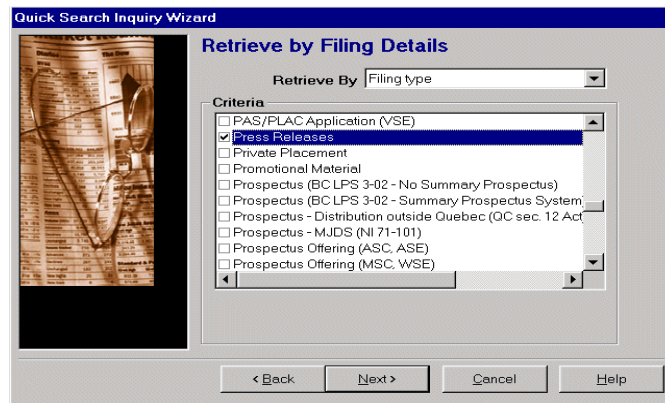 Quick Search Inquiry Wizard
Retrieve by Filing Details
Retrieve By Filing type
Criteria
PAS/PLAC Application (VSE)
Press Releases
Private Placement
Promotional Material
Prospectus (BC LPS 3-02 - No Summary Prospectus)
Prospectus (BC LPS 3-02 - Summary Prospectus System)
Prospectus - Distribution outside Quebec (QC sec. 12 Act
Prospectus - MJDS (NI 71-101)
Prospectus Offering (ASC, ASE)
Prospectus Offering (MSC, WSE)
< Back Next > Cancel Help